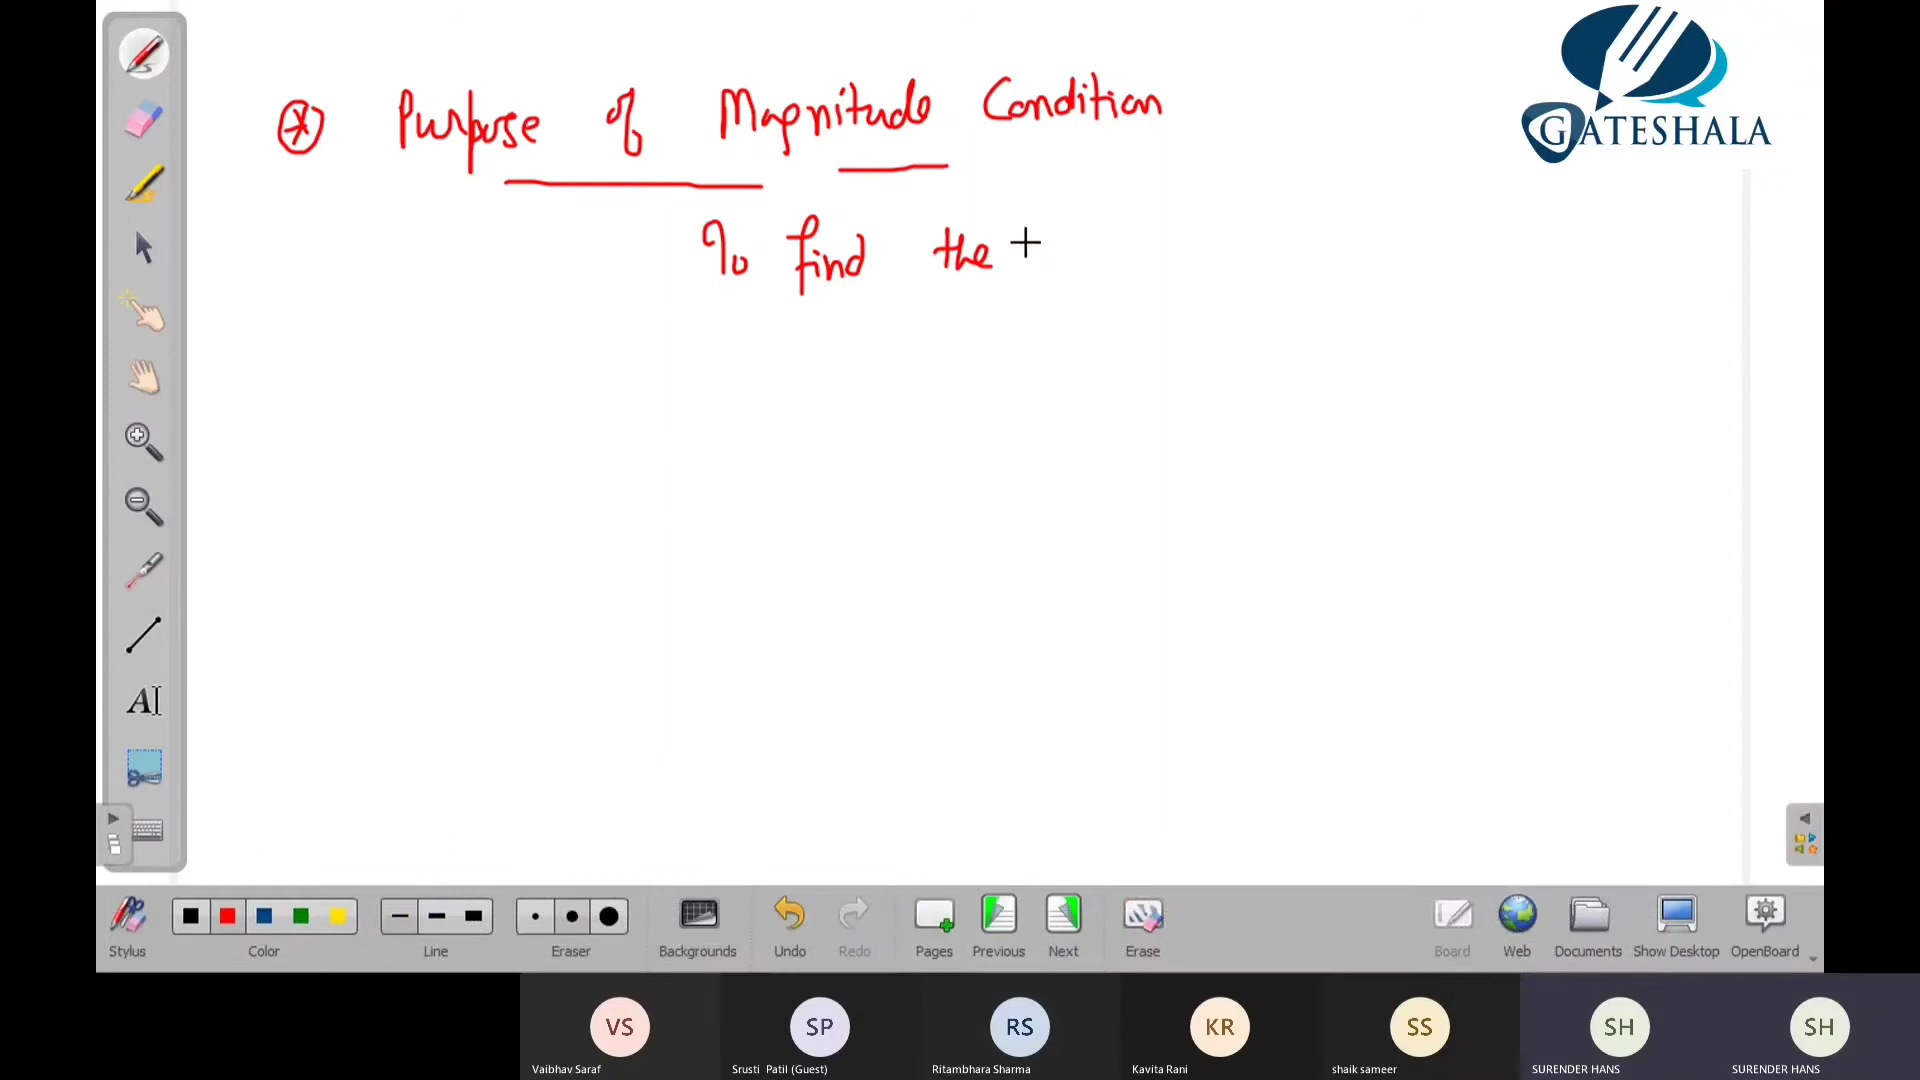 GATESHALA
* Purpose of Magnitude Condition
To find the
Stylus Color Line Eraser Backgrounds Undo Redo Pages Previous Next Erase Board Web Documents Show Desktop OpenBoard
VS SP RS KR SS SH SH
Vaibhav Saraf Srusti Patil (Guest) Ritambhara Sharma Kavita Rani shaik sameer SURENDER HANS SURENDER HANS